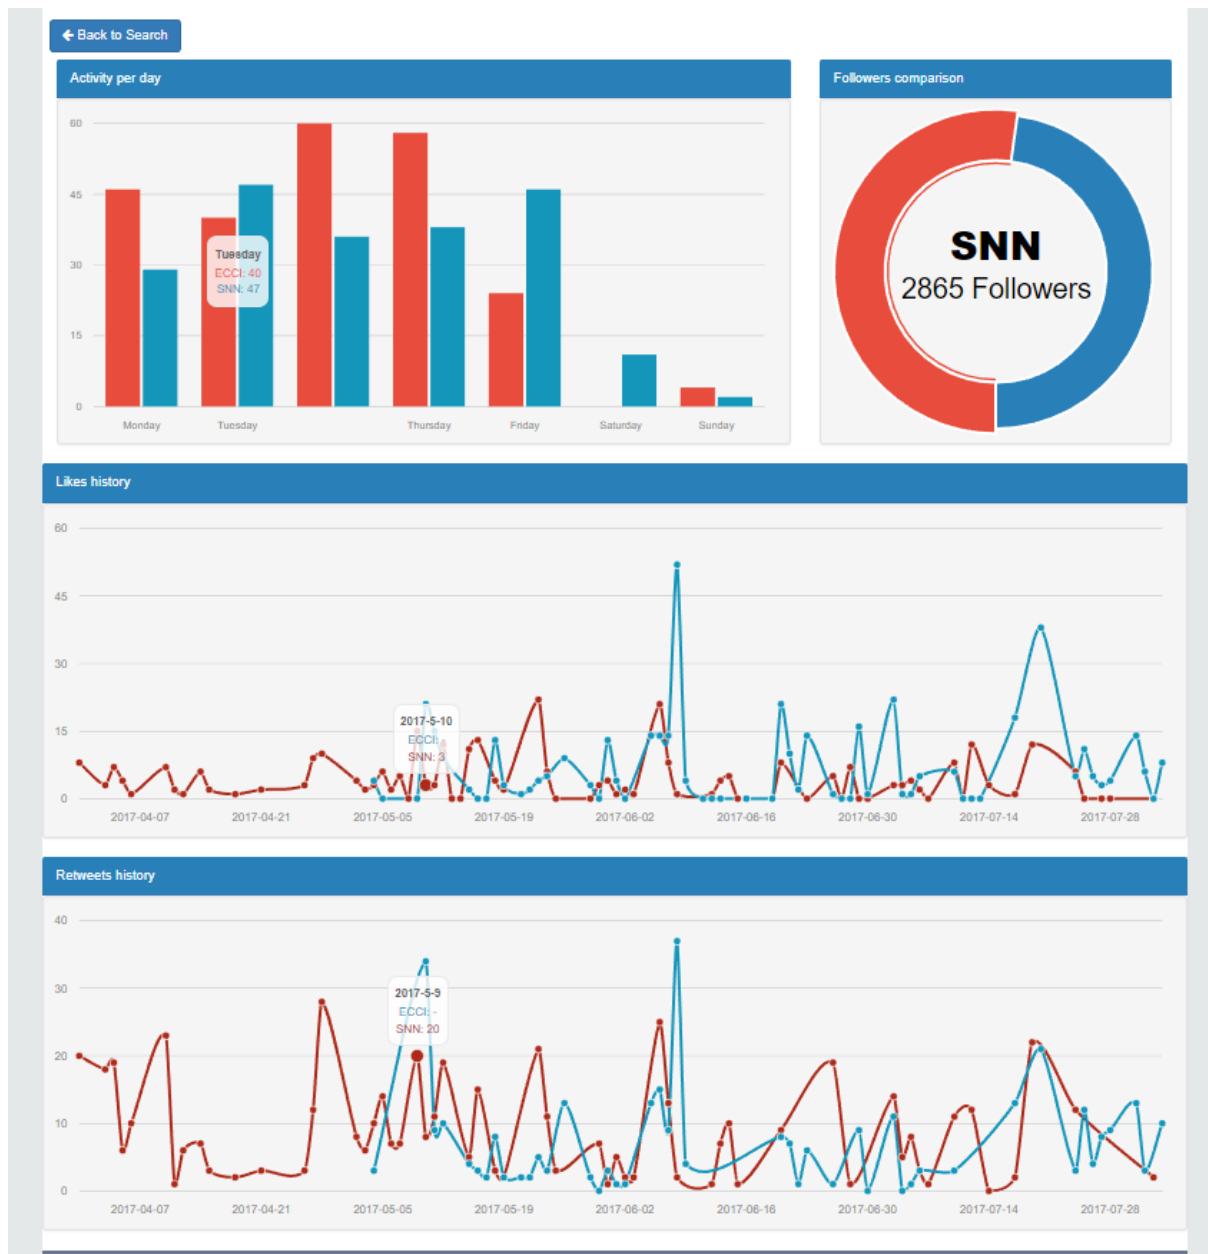 Back to Search
Activity per day
60
45
30
15
0
Tuesday
ECCI: 40
SNN: 47
Monday Tuesday Thursday Friday Saturday Sunday
Followers comparison
SNN
2865 Followers
Likes history
60
45
30
15
0
2017-5-10
ECCI:
SNN: 3
2017-04-07 2017-04-21 2017-05-05 2017-05-19 2017-06-02 2017-06-16 2017-06-30 2017-07-14 2017-07-28
Retweets history
40
30
20
10
0
2017-5-9
ECCI: -
SNN: 20
2017-04-07 2017-04-21 2017-05-05 2017-05-19 2017-06-02 2017-06-16 2017-06-30 2017-07-14 2017-07-28